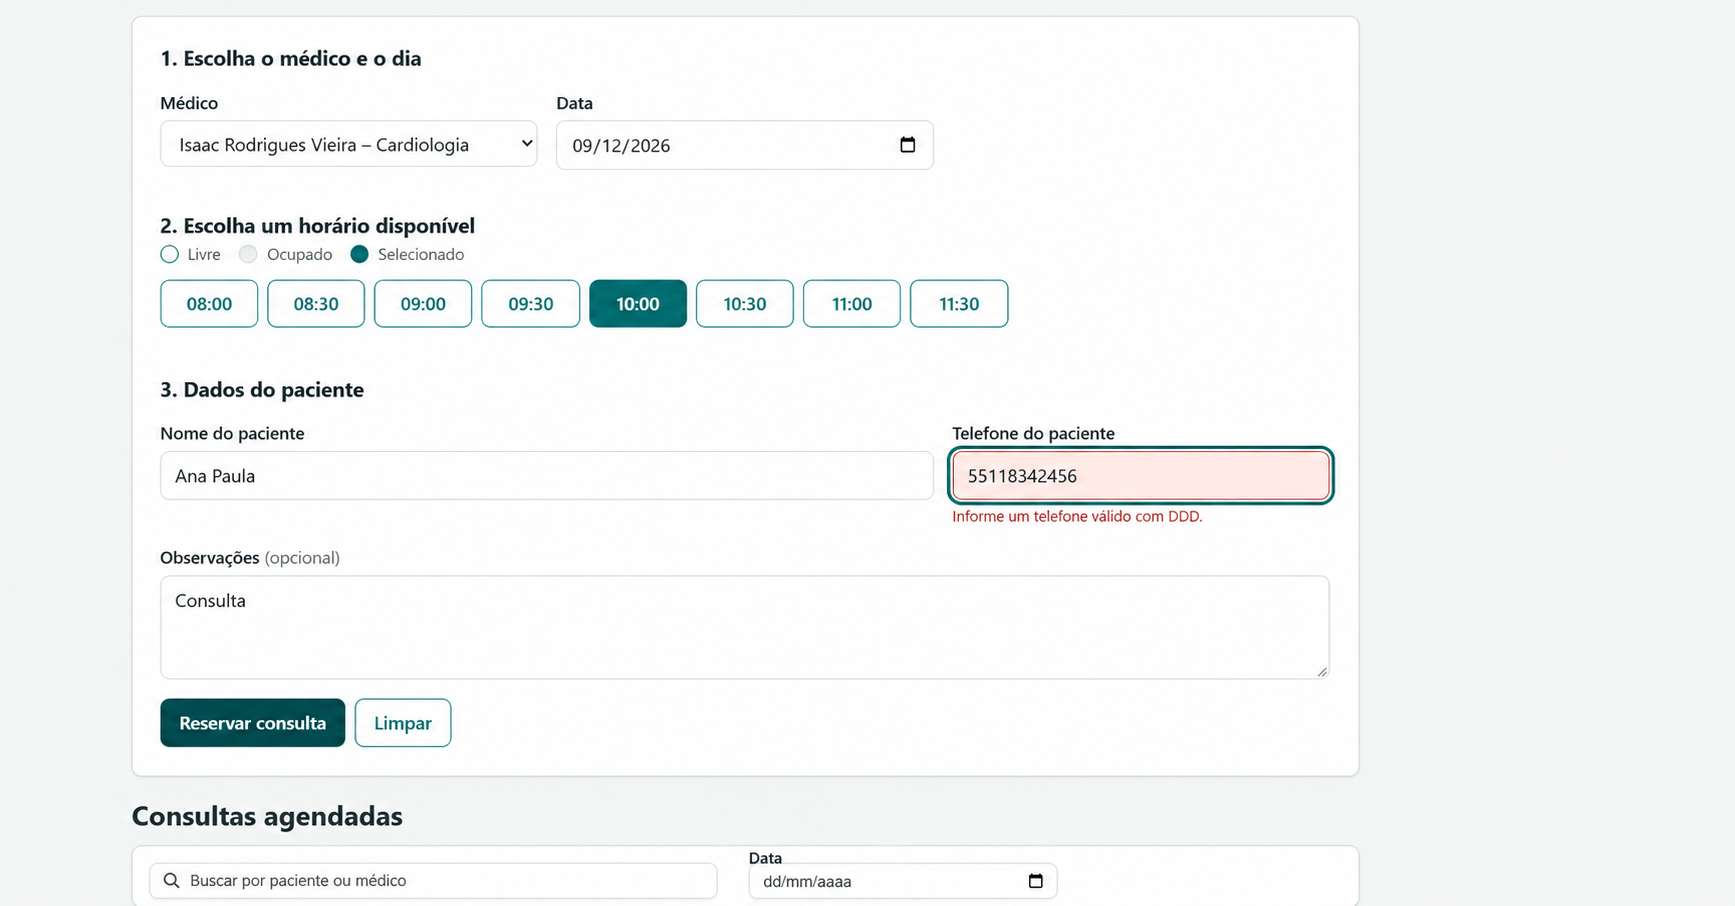 1. Escolha o médico e o dia
Médico
Data
Isaac Rodrigues Vieira – Cardiologia
09/12/2026
2. Escolha um horário disponível
Livre Ocupado Selecionado
08:00 08:30 09:00 09:30 10:00 10:30 11:00 11:30
3. Dados do paciente
Nome do paciente
Telefone do paciente
Ana Paula
55118342456
Informe um telefone válido com DDD.
Observações (opcional)
Consulta
Reservar consulta Limpar
Consultas agendadas
Data
Buscar por paciente ou médico
dd/mm/aaaa